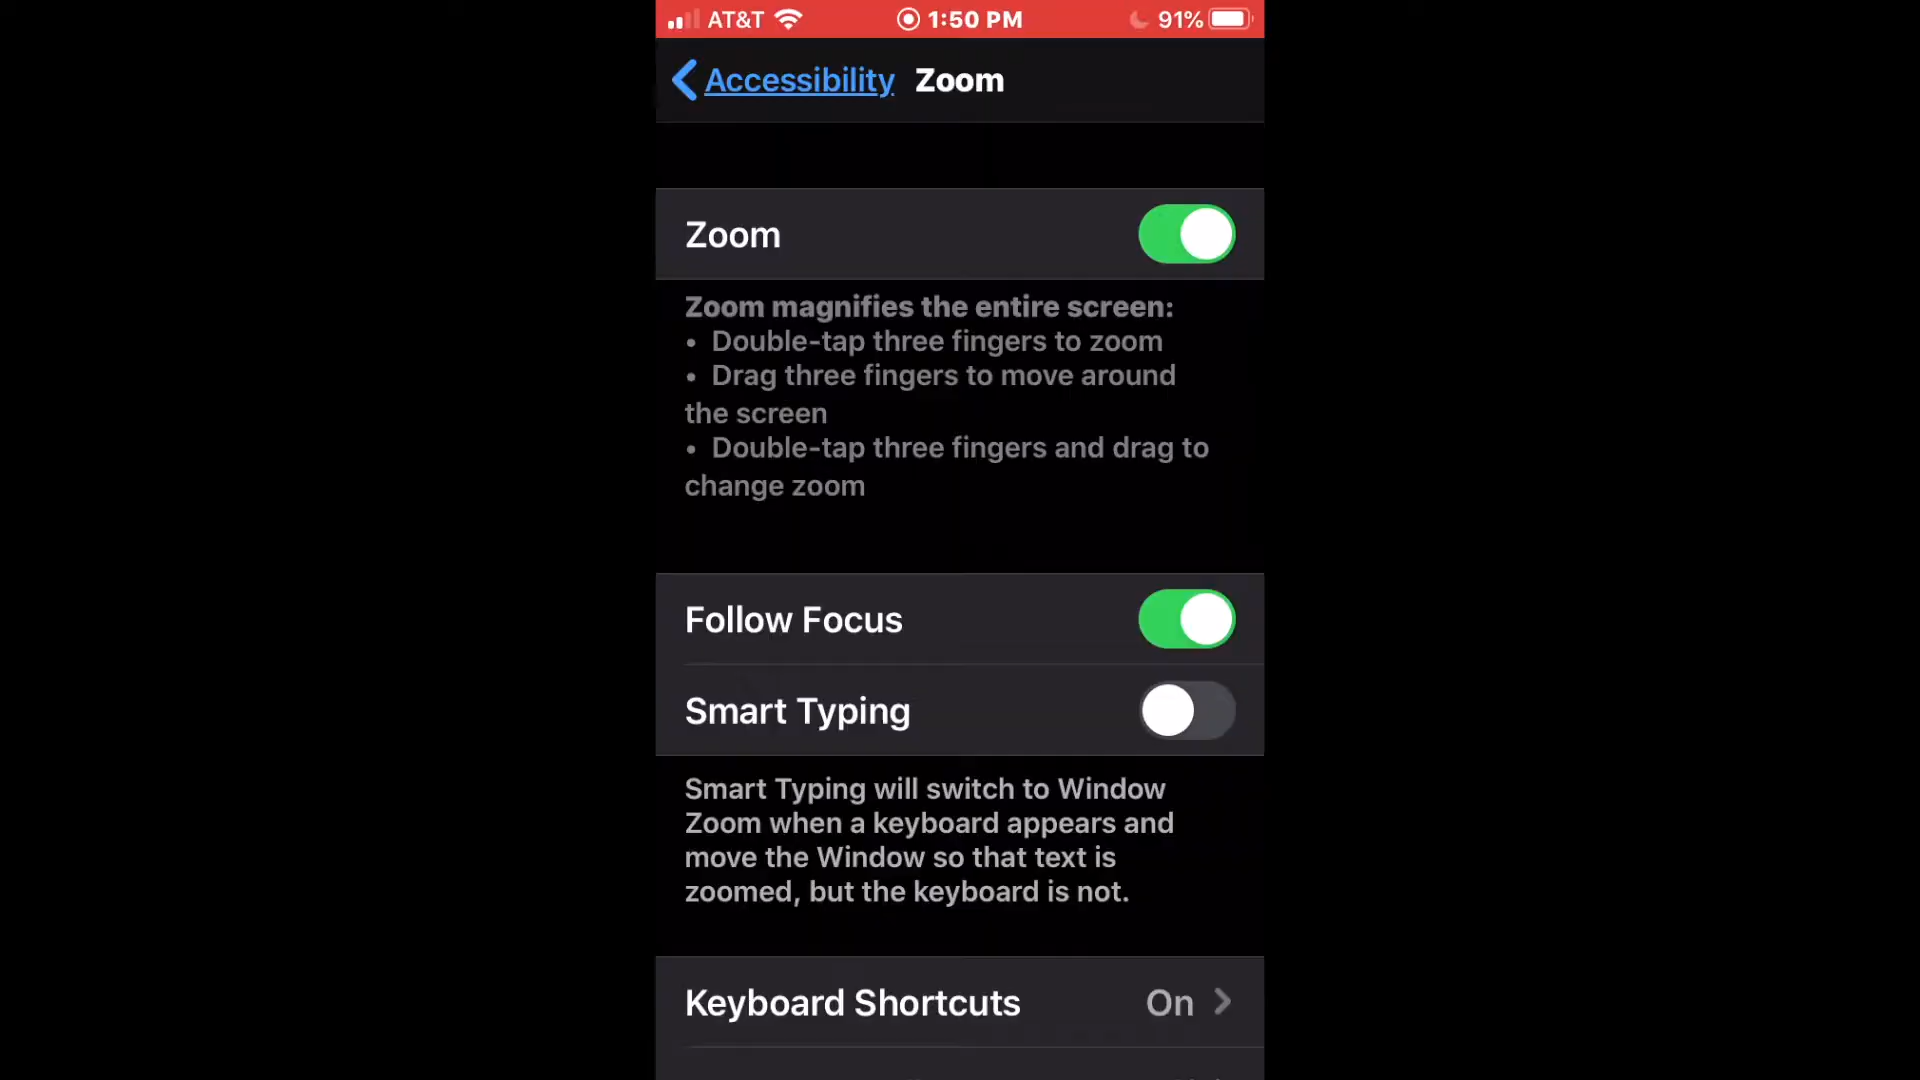 AT&T 1:50 PM 91%
Accessibility Zoom
Zoom
Zoom magnifies the entire screen:
• Double-tap three fingers to zoom
• Drag three fingers to move around
the screen
• Double-tap three fingers and drag to
change zoom
Follow Focus
Smart Typing
Smart Typing will switch to Window
Zoom when a keyboard appears and
move the Window so that text is
zoomed, but the keyboard is not.
Keyboard Shortcuts On